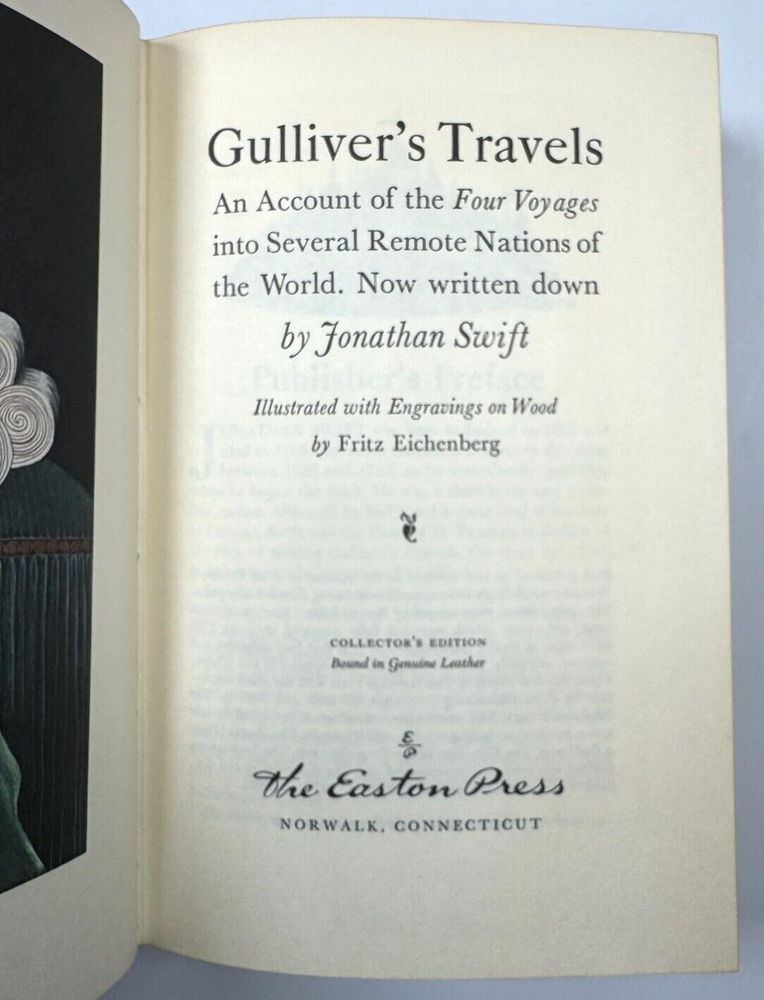 Gulliver's Travels
An Account of the Four Voyages
into Several Remote Nations of
the World. Now written down
by Jonathan Swift
Publisher's Preface
Illustrated with Engravings on Wood
by Fritz Eichenberg
COLLECTOR'S EDITION
Bound in Genuine Leather
The Easton Press
NORWALK, CONNECTICUT